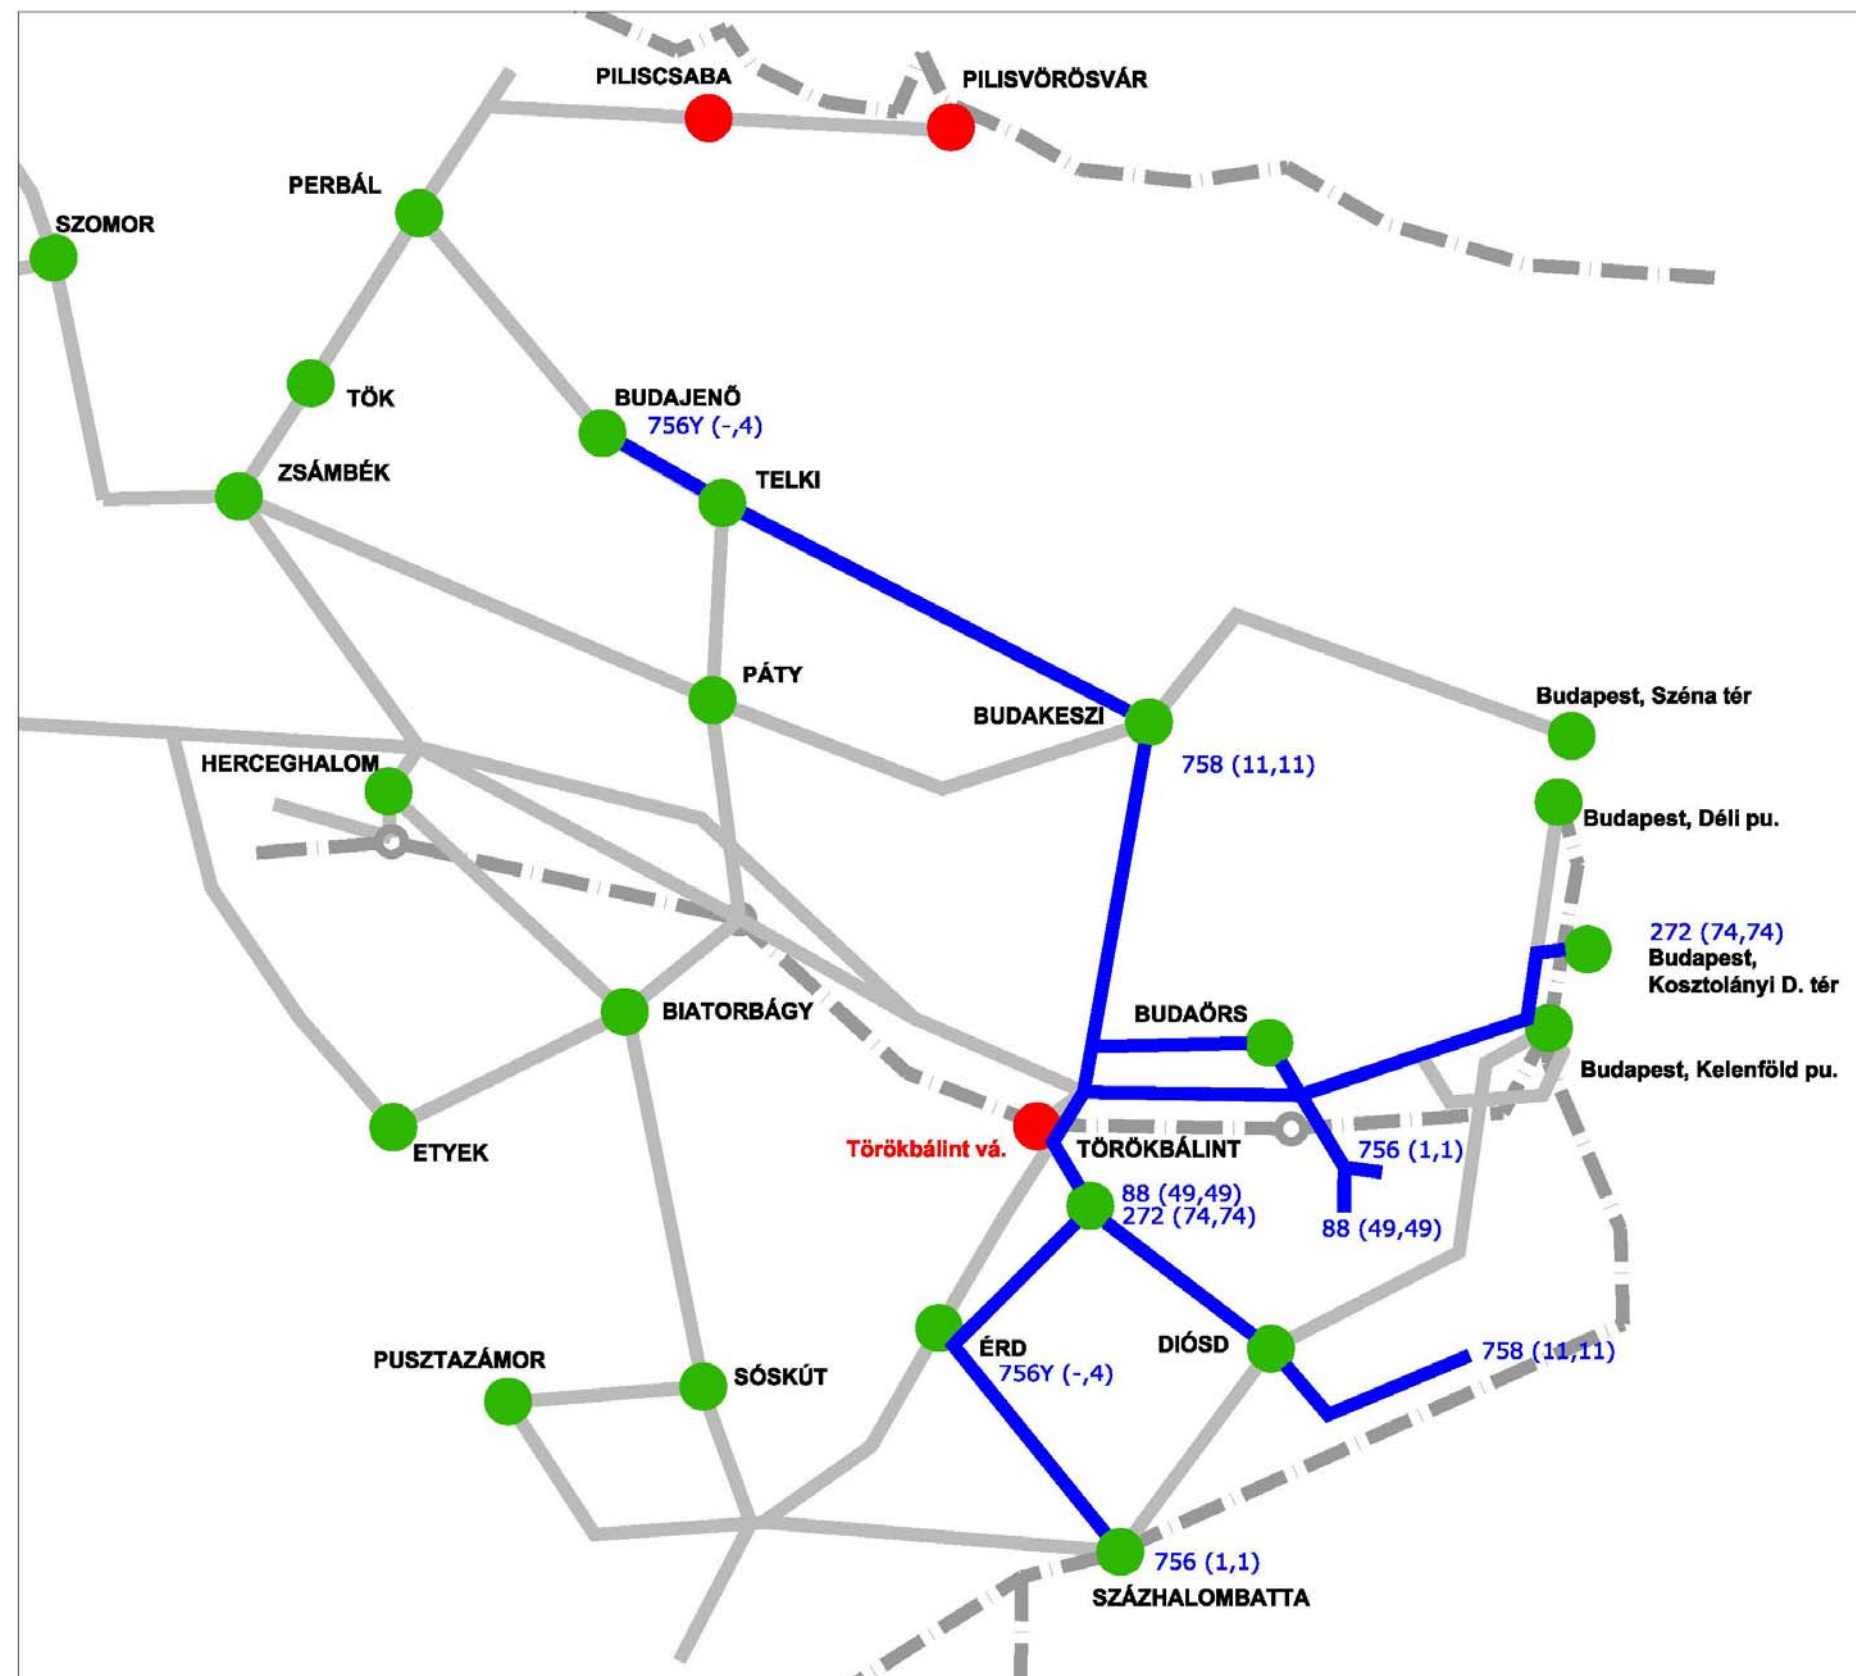 PILISCSABA
PILISVÖRÖSVÁR
PERBÁL
SZOMOR
TÖK
BUDAJENŐ
756Y (-,4)
ZSÁMBÉK
TELKI
PÁTY
BUDAKESZI
758 (11,11)
Budapest, Széna tér
HERCEGHALOM
Budapest, Déli pu.
272 (74,74)
Budapest,
Kosztolányi D. tér
BIATORBÁGY
BUDAÖRS
Budapest, Kelenföld pu.
ETYEK
Törökbálint vá.
TÖRÖKBÁLINT
756 (1,1)
88 (49,49)
272 (74,74)
88 (49,49)
PUSZTAZÁMOR
SÓSKÚT
ÉRD
756Y (-,4)
DIÓSD
758 (11,11)
756 (1,1)
SZÁZHALOMBATTA